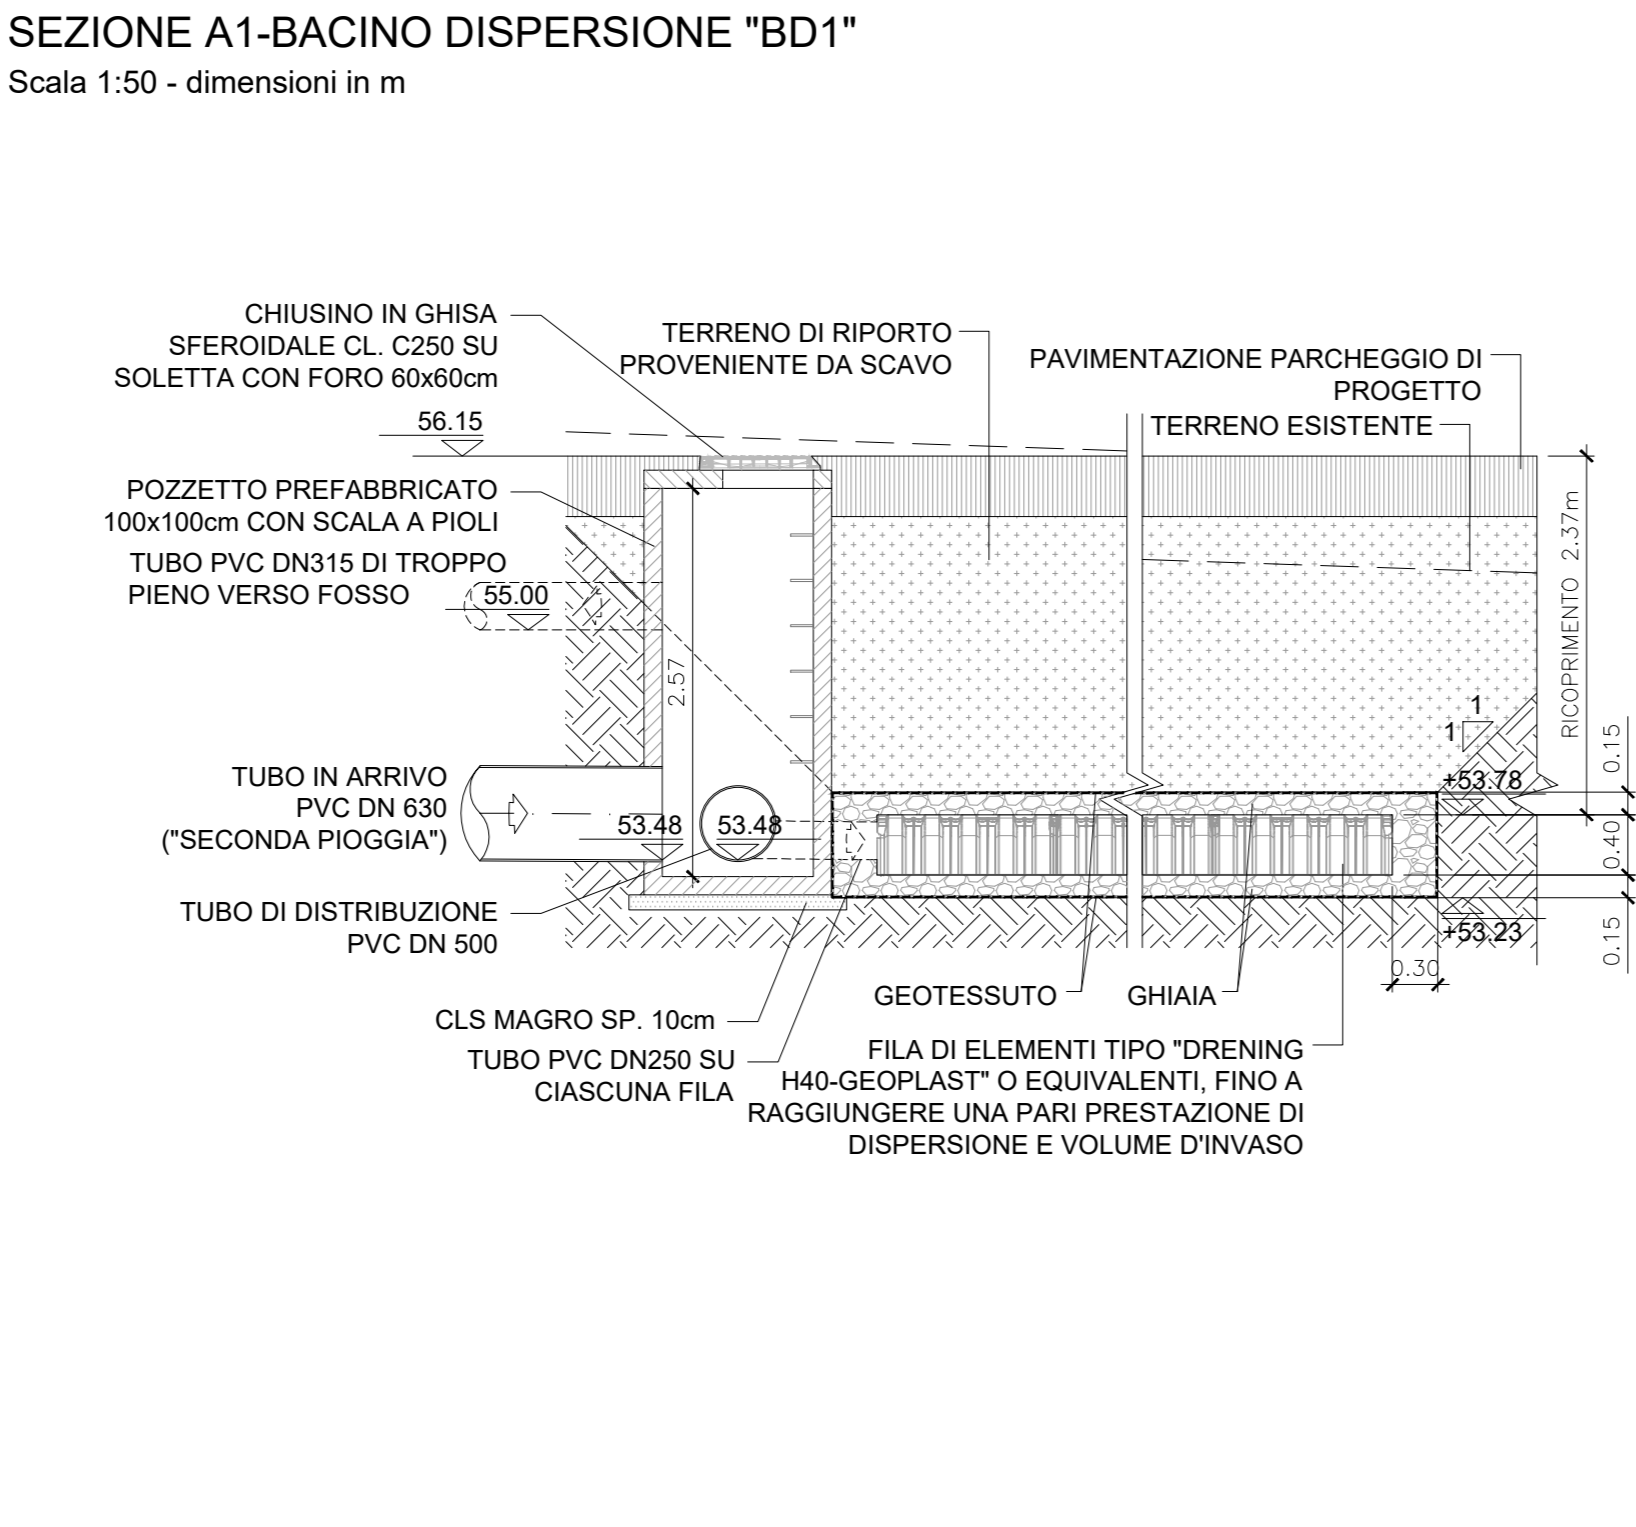 SEZIONE A1-BACINO DISPERSIONE "BD1"
Scala 1:50 - dimensioni in m
CHIUSINO IN GHISA
SFEROIDALE CL. C250 SU
SOLETTA CON FORO 60x60cm
TERRENO DI RIPORTO
PROVENIENTE DA SCAVO
PAVIMENTAZIONE PARCHEGGIO DI
PROGETTO
TERRENO ESISTENTE
56.15
POZZETTO PREFABBRICATO
100x100cm CON SCALA A PIOLI
TUBO PVC DN315 DI TROPPO
PIENO VERSO FOSSO
55.00
2.57
RICOPRIMENTO 2.37m
1
1
0.15
+53.78
TUBO IN ARRIVO
PVC DN 630
("SECONDA PIOGGIA")
53.48
53.48
0.40
TUBO DI DISTRIBUZIONE
PVC DN 500
+53.23
0.15
0.30
GEOTESSUTO
GHIAIA
CLS MAGRO SP. 10cm
TUBO PVC DN250 SU
CIASCUNA FILA
FILA DI ELEMENTI TIPO "DRENING
H40-GEOPLAST" O EQUIVALENTI, FINO A
RAGGIUNGERE UNA PARI PRESTAZIONE DI
DISPERSIONE E VOLUME D'INVASO